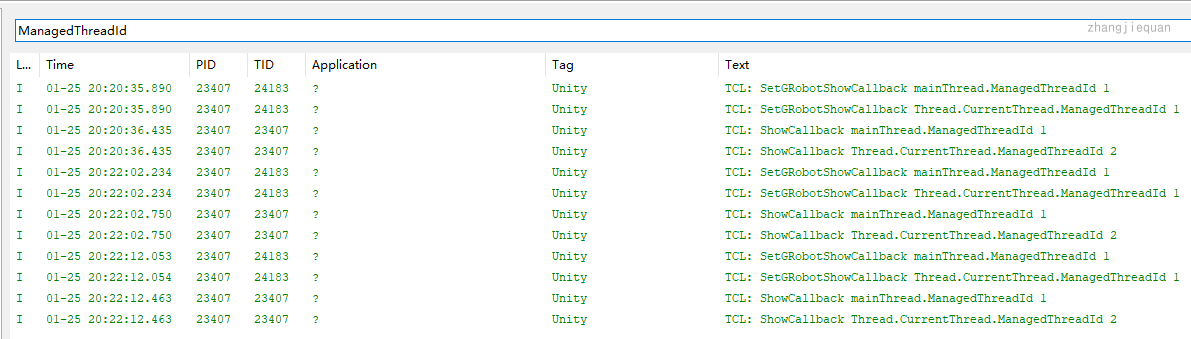 ManagedThreadId zhangjiequan
L... Time PID TID Application Tag Text
I 01-25 20:20:35.890 23407 24183 ? Unity TCL: SetGRobotShowCallback mainThread.ManagedThreadId 1
I 01-25 20:20:35.890 23407 24183 ? Unity TCL: SetGRobotShowCallback Thread.CurrentThread.ManagedThreadId 1
I 01-25 20:20:36.435 23407 23407 ? Unity TCL: ShowCallback mainThread.ManagedThreadId 1
I 01-25 20:20:36.435 23407 23407 ? Unity TCL: ShowCallback Thread.CurrentThread.ManagedThreadId 2
I 01-25 20:22:02.234 23407 24183 ? Unity TCL: SetGRobotShowCallback mainThread.ManagedThreadId 1
I 01-25 20:22:02.234 23407 24183 ? Unity TCL: SetGRobotShowCallback Thread.CurrentThread.ManagedThreadId 1
I 01-25 20:22:02.750 23407 23407 ? Unity TCL: ShowCallback mainThread.ManagedThreadId 1
I 01-25 20:22:02.750 23407 23407 ? Unity TCL: ShowCallback Thread.CurrentThread.ManagedThreadId 2
I 01-25 20:22:12.053 23407 24183 ? Unity TCL: SetGRobotShowCallback mainThread.ManagedThreadId 1
I 01-25 20:22:12.054 23407 24183 ? Unity TCL: SetGRobotShowCallback Thread.CurrentThread.ManagedThreadId 1
I 01-25 20:22:12.463 23407 23407 ? Unity TCL: ShowCallback mainThread.ManagedThreadId 1
I 01-25 20:22:12.463 23407 23407 ? Unity TCL: ShowCallback Thread.CurrentThread.ManagedThreadId 2